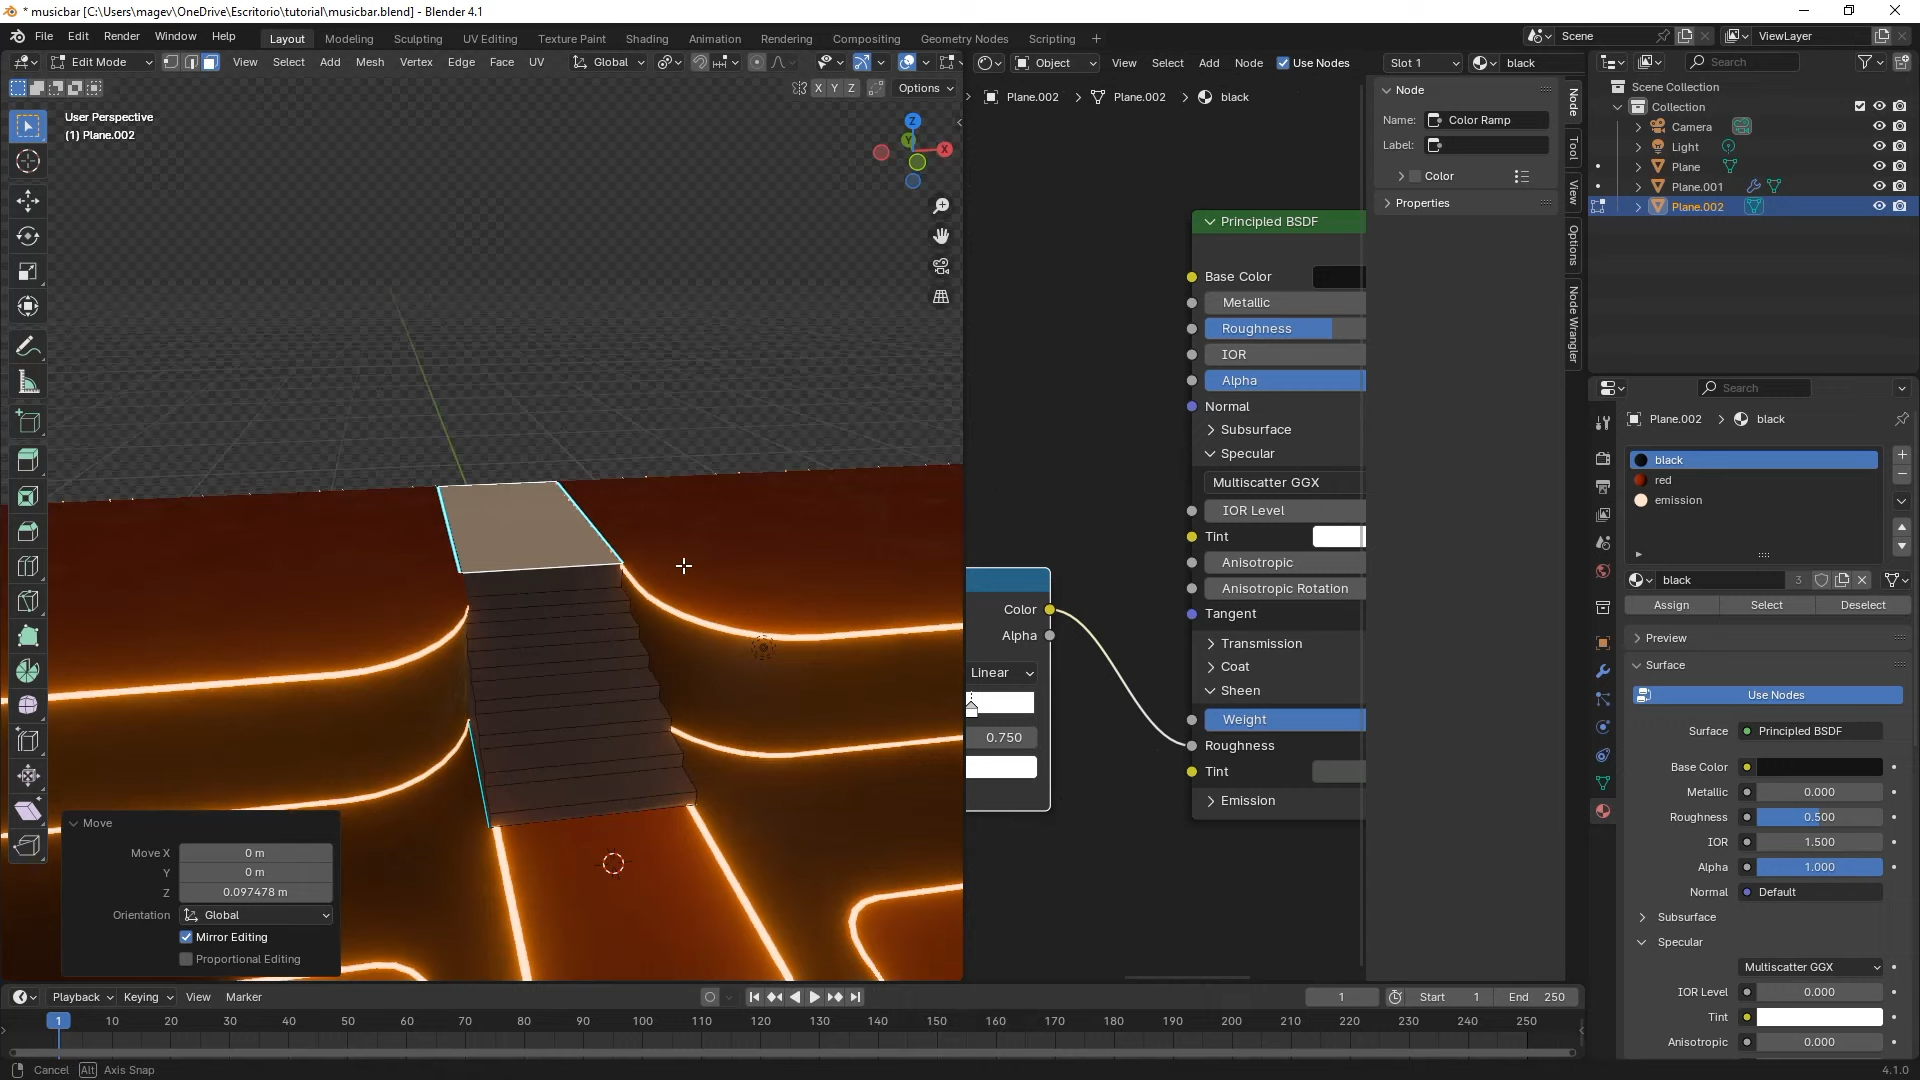 * musicbar [C:\Users\magev\OneDrive\Escritorio\tutorial\musicbar.blend] - Blender 4.1
File Edit Render Window Help
Layout Modeling Sculpting UV Editing Texture Paint Shading Animation Rendering Compositing Geometry Nodes Scripting +
Scene
ViewLayer
Edit Mode View Select Add Mesh Vertex Edge Face UV
Global
X Y Z
Options
User Perspective
(1) Plane.002
Z
Y
X
Move
Move X 0 m
Y 0 m
Z 0.097478 m
Orientation Global
Mirror Editing
Proportional Editing
Object View Select Add Node Use Nodes Slot 1 black
Plane.002 > Plane.002 > black
Node
Name: Color Ramp
Label:
Color
Properties
Node
Tool
View
Options
Node Wrangler
Principled BSDF
Base Color
Metallic
Roughness
IOR
Alpha
Normal
Subsurface
Specular
Multiscatter GGX
IOR Level
Tint
Anisotropic
Anisotropic Rotation
Tangent
Transmission
Coat
Sheen
Weight
Roughness
Tint
Emission
Color
Alpha
Linear
0.750
Search
Scene Collection
Collection
Camera
Light
Plane
Plane.001
Plane.002
Search
Plane.002 > black
black
red
emission
black 3
Assign Select Deselect
Preview
Surface
Use Nodes
Surface Principled BSDF
Base Color
Metallic 0.000
Roughness 0.500
IOR 1.500
Alpha 1.000
Normal Default
Subsurface
Specular
Multiscatter GGX
IOR Level 0.000
Tint
Anisotropic 0.000
Playback Keying View Marker
1 Start 1 End 250
1 10 20 30 40 50 60 70 80 90 100 110 120 130 140 150 160 170 180 190 200 210 220 230 240 250
Cancel Alt Axis Snap
4.1.0